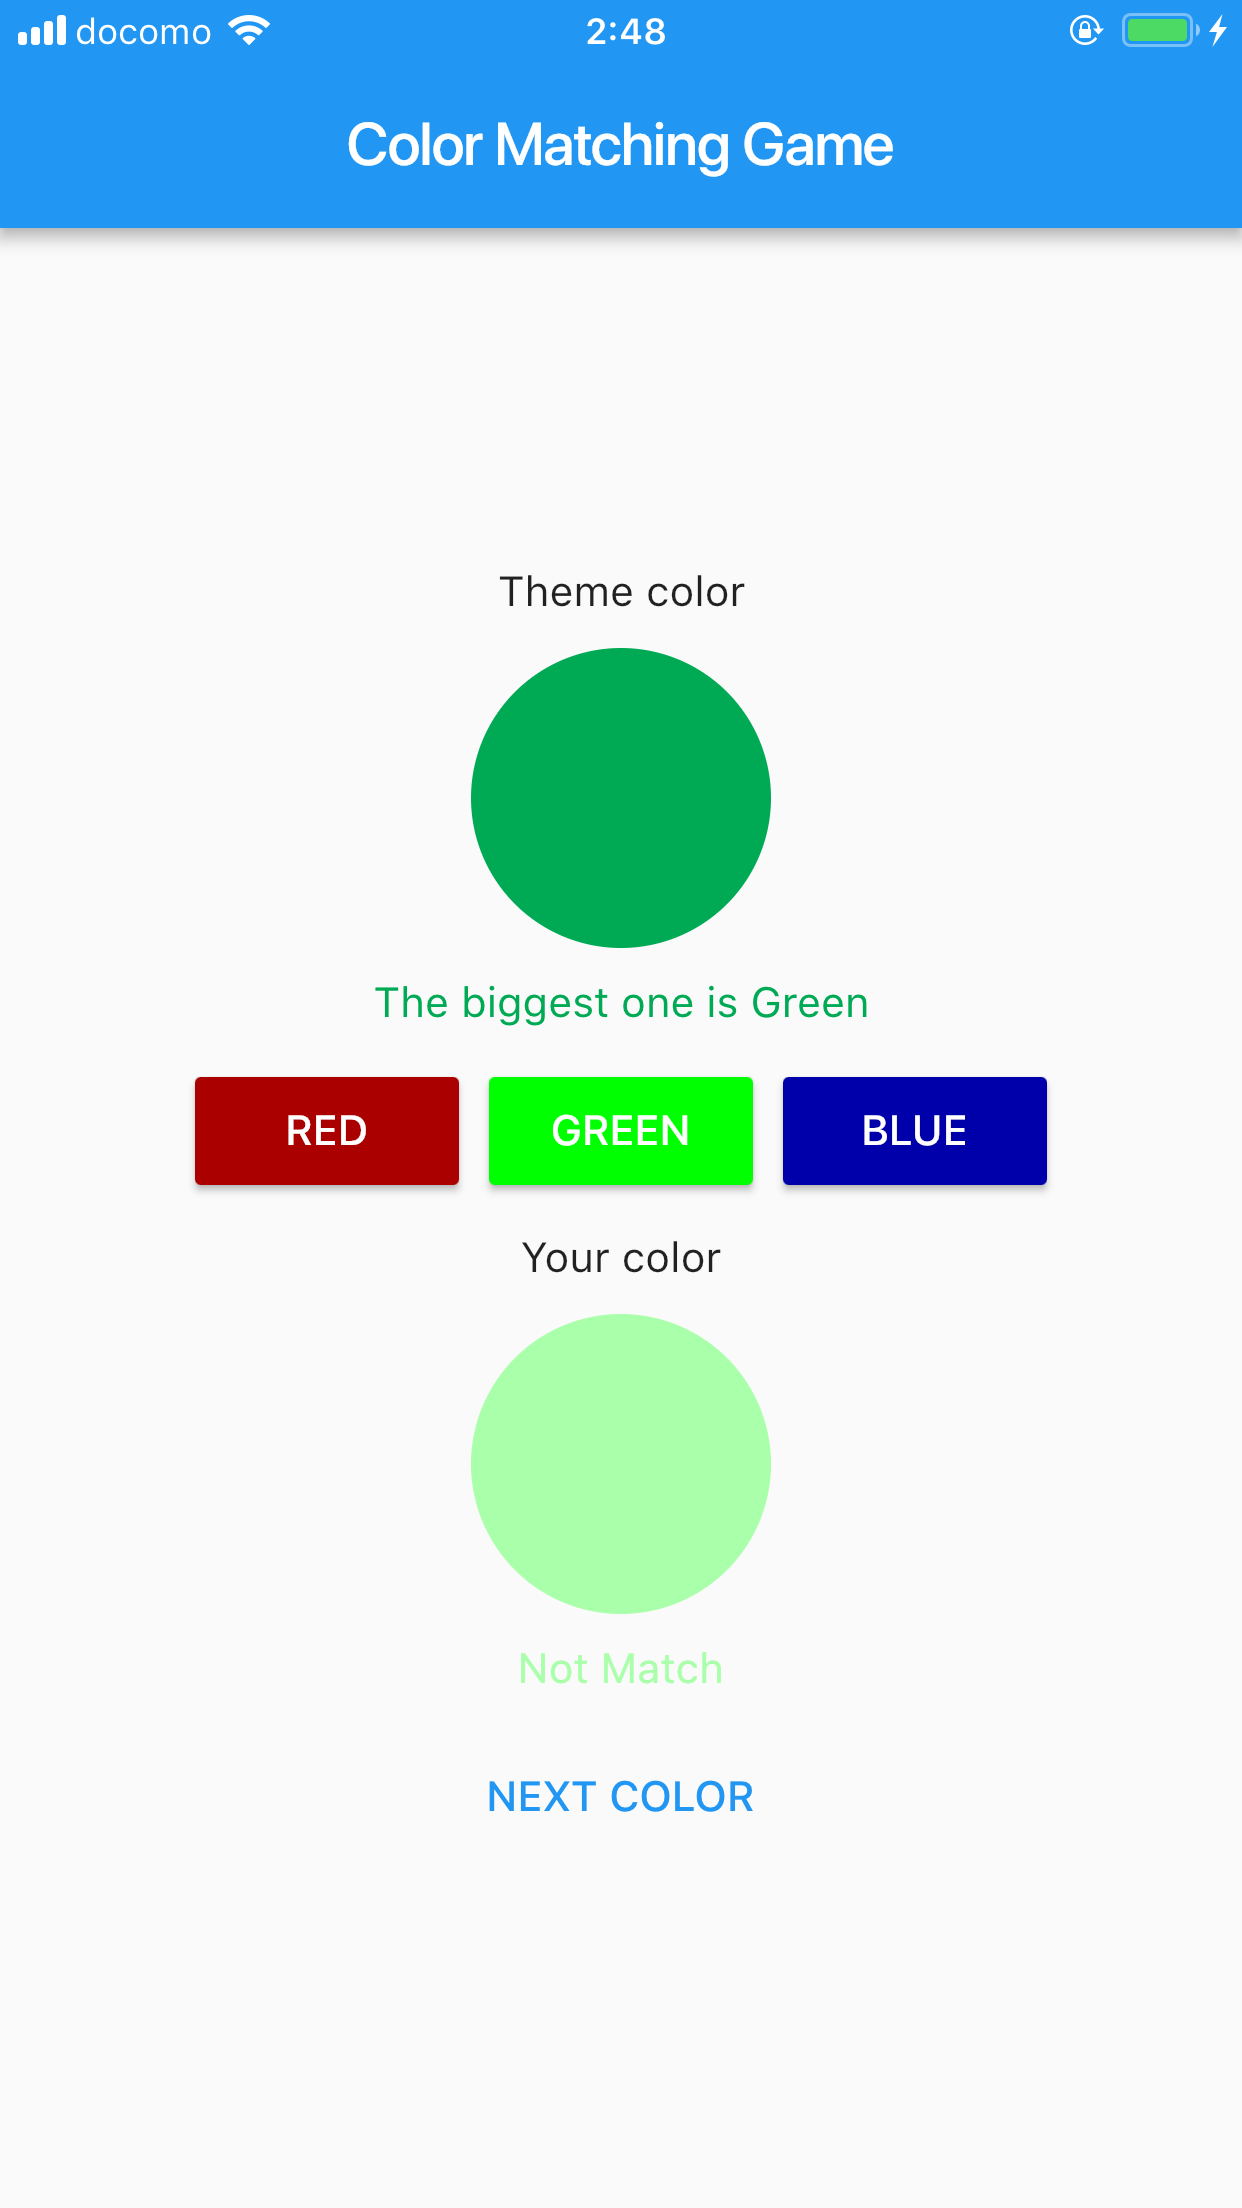 docomo 2:48
Color Matching Game
Theme color
The biggest one is Green
RED GREEN BLUE
Your color
Not Match
NEXT COLOR